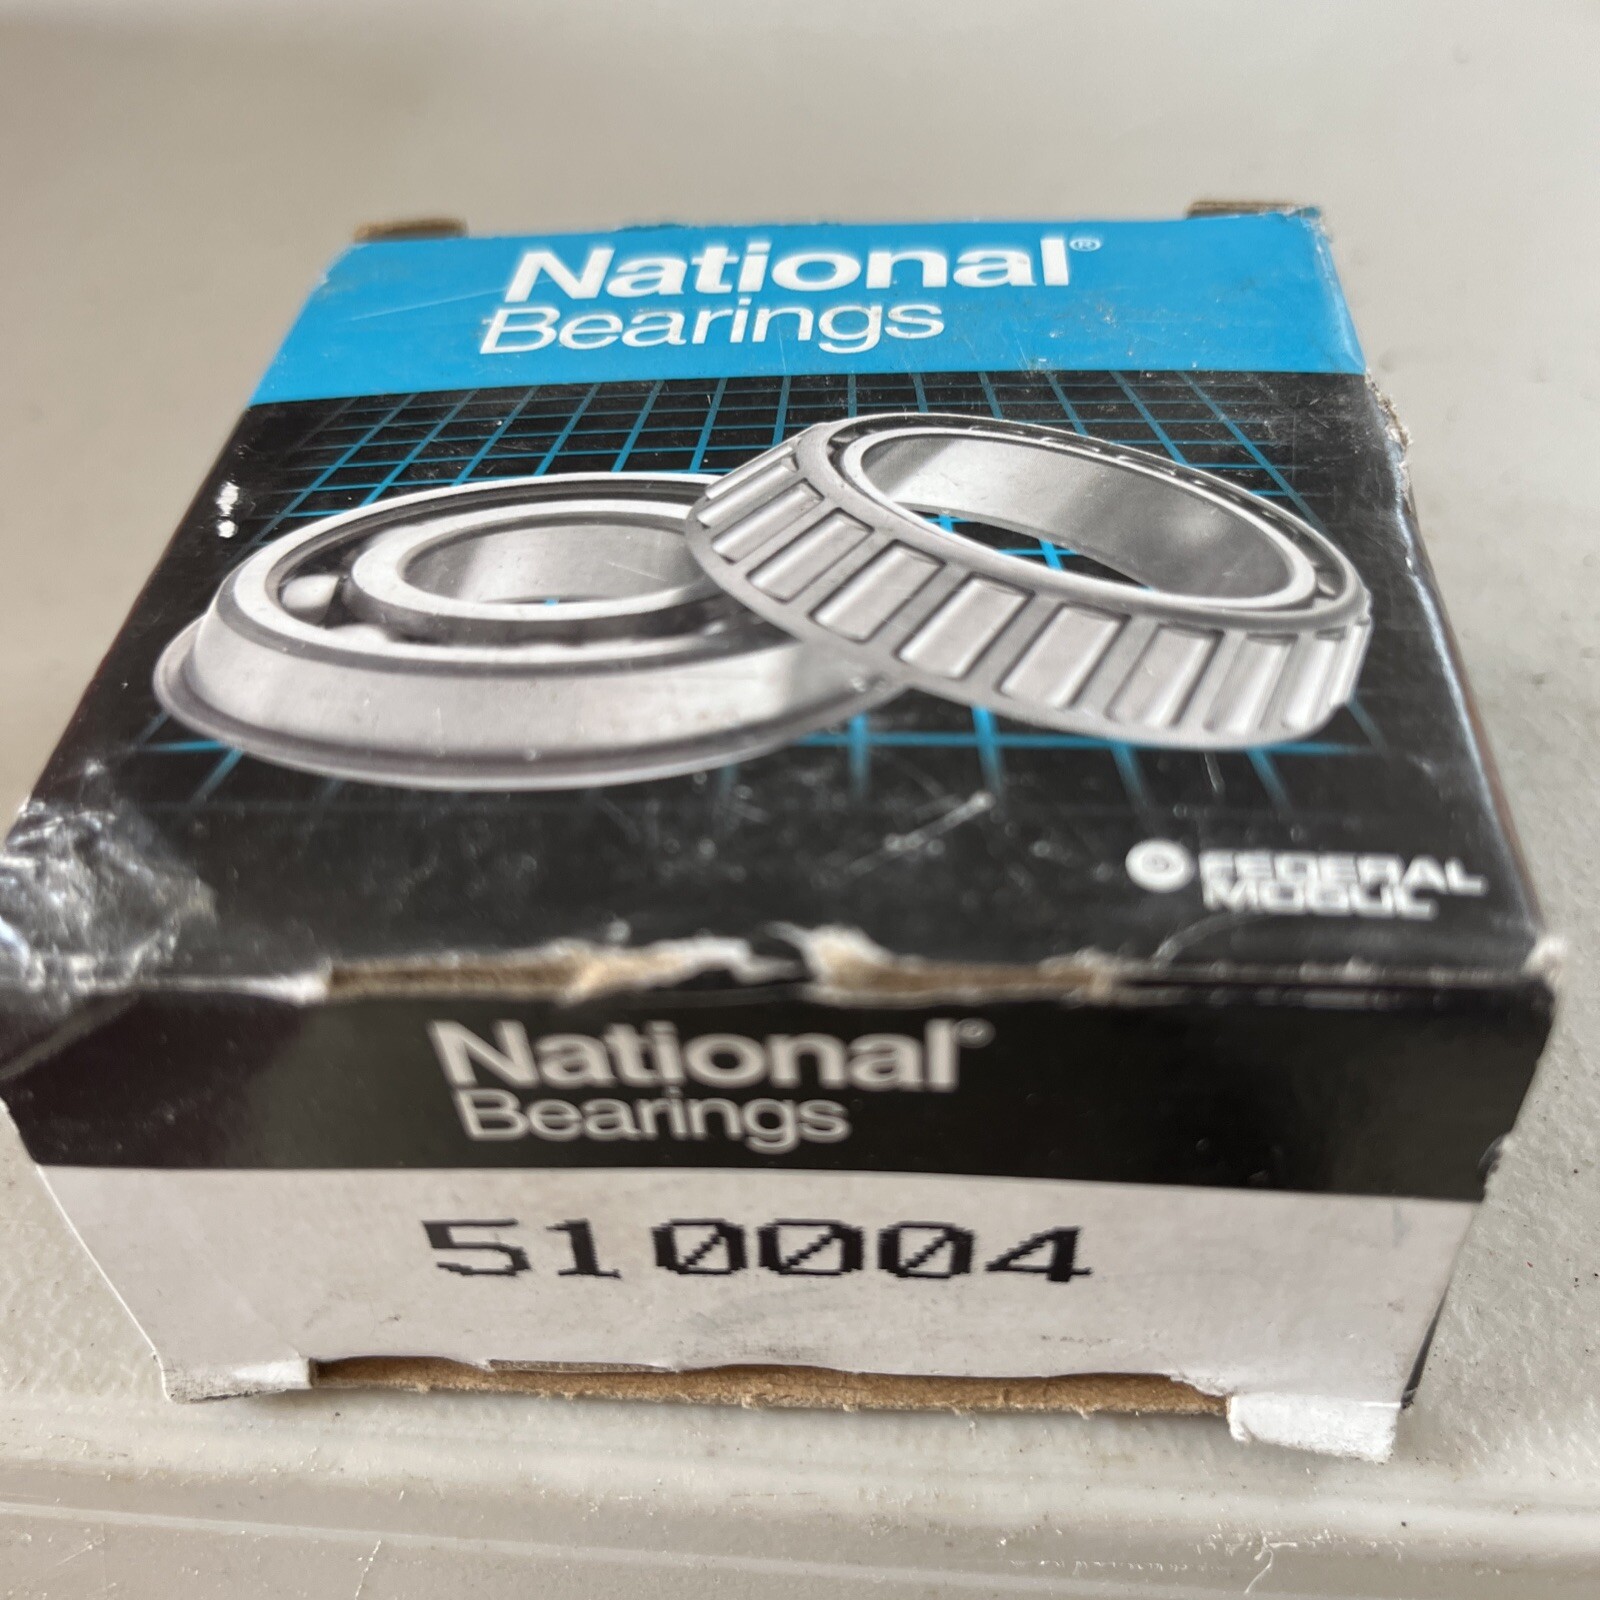 National®
Bearings
FEDERAL
MOGUL
National®
Bearings
510004